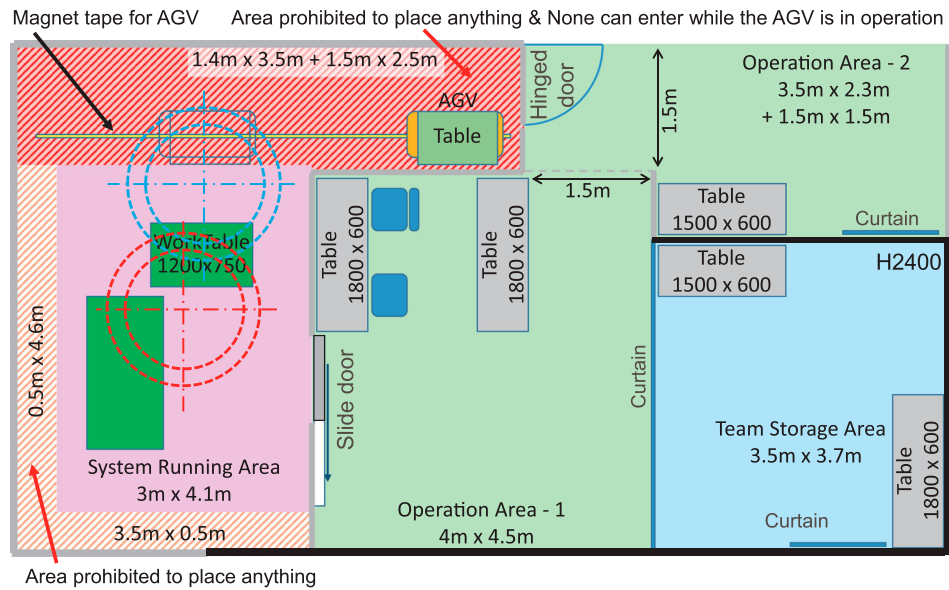 Magnet tape for AGV
Area prohibited to place anything & None can enter while the AGV is in operation
1.4m x 3.5m + 1.5m x 2.5m
AGV
Table
Hinged
door
1.5m
Operation Area - 2
3.5m x 2.3m
+ 1.5m x 1.5m
1.5m
Table
1500 x 600
Curtain
Table
1800 x 600
Table
1800 x 600
WorkTable
1200x750
Table
1500 x 600
H2400
0.5m x 4.6m
Slide door
Curtain
Team Storage Area
3.5m x 3.7m
Table
1800 x 600
System Running Area
3m x 4.1m
Operation Area - 1
4m x 4.5m
Curtain
3.5m x 0.5m
Area prohibited to place anything